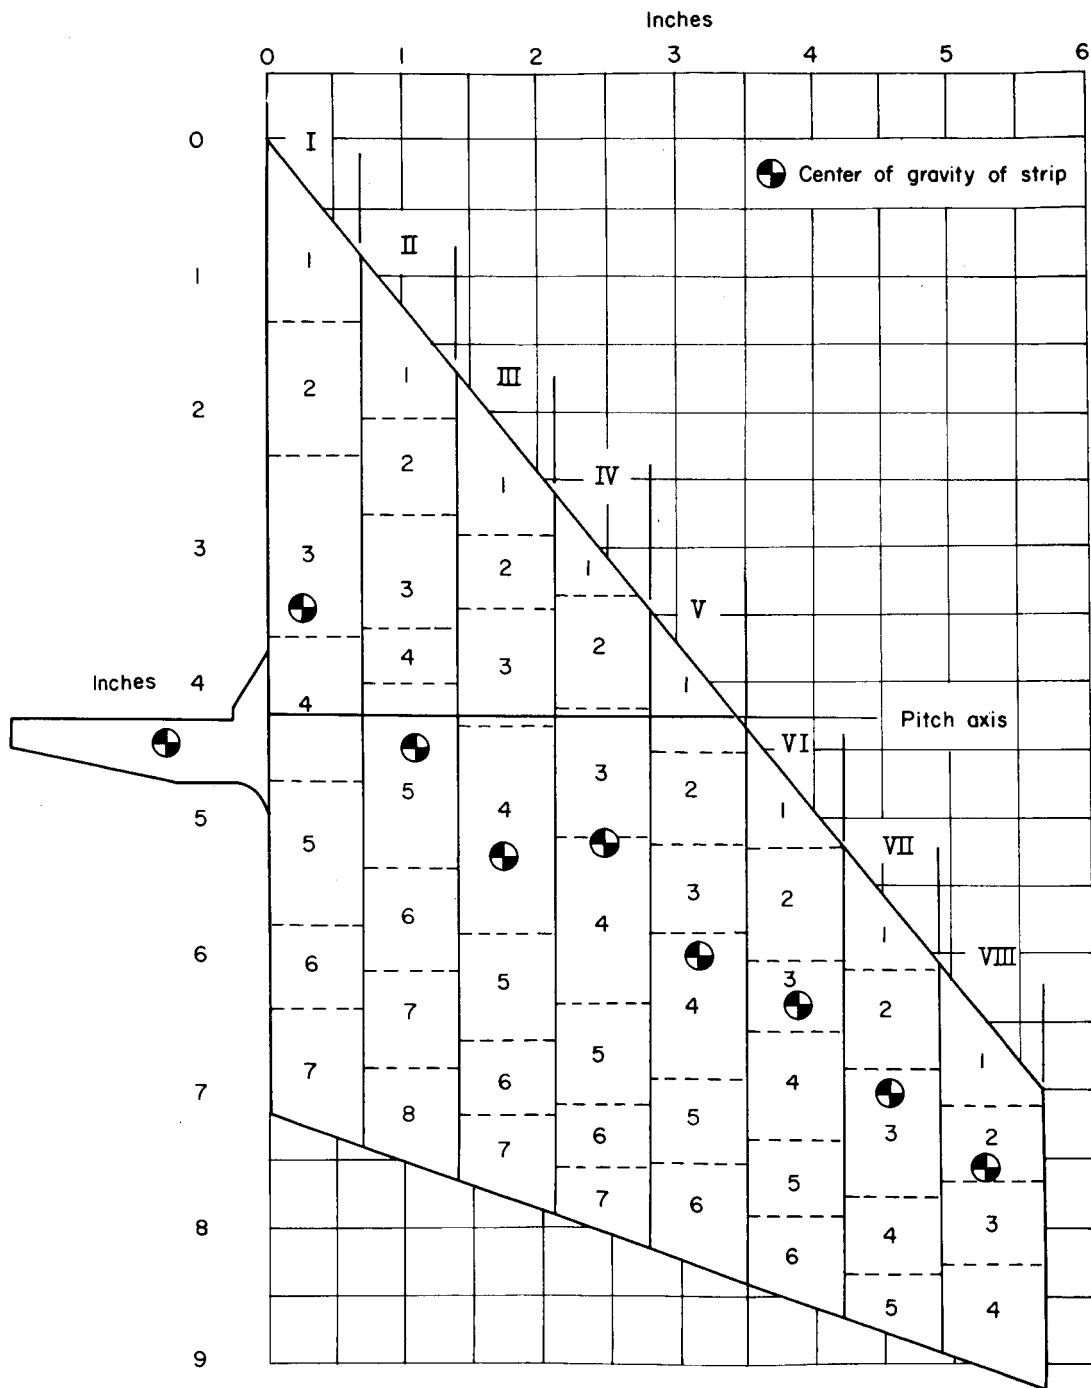 Inches
0 1 2 3 4 5 6
0 I
Center of gravity of strip
II
1 1
1 III
2 2
2 1 IV
3 3 2 1
3 V
4 3 2
Inches 4 4 1
Pitch axis
VI
5 4 3 2 1
5 5 VII
6 4 3 2 1
6 6 5 3 VIII
7 4 2
7 5 4 1
7 6 5 3 2
8 7 6 5 4 3
8 7 6 5
6 4
5 4
9